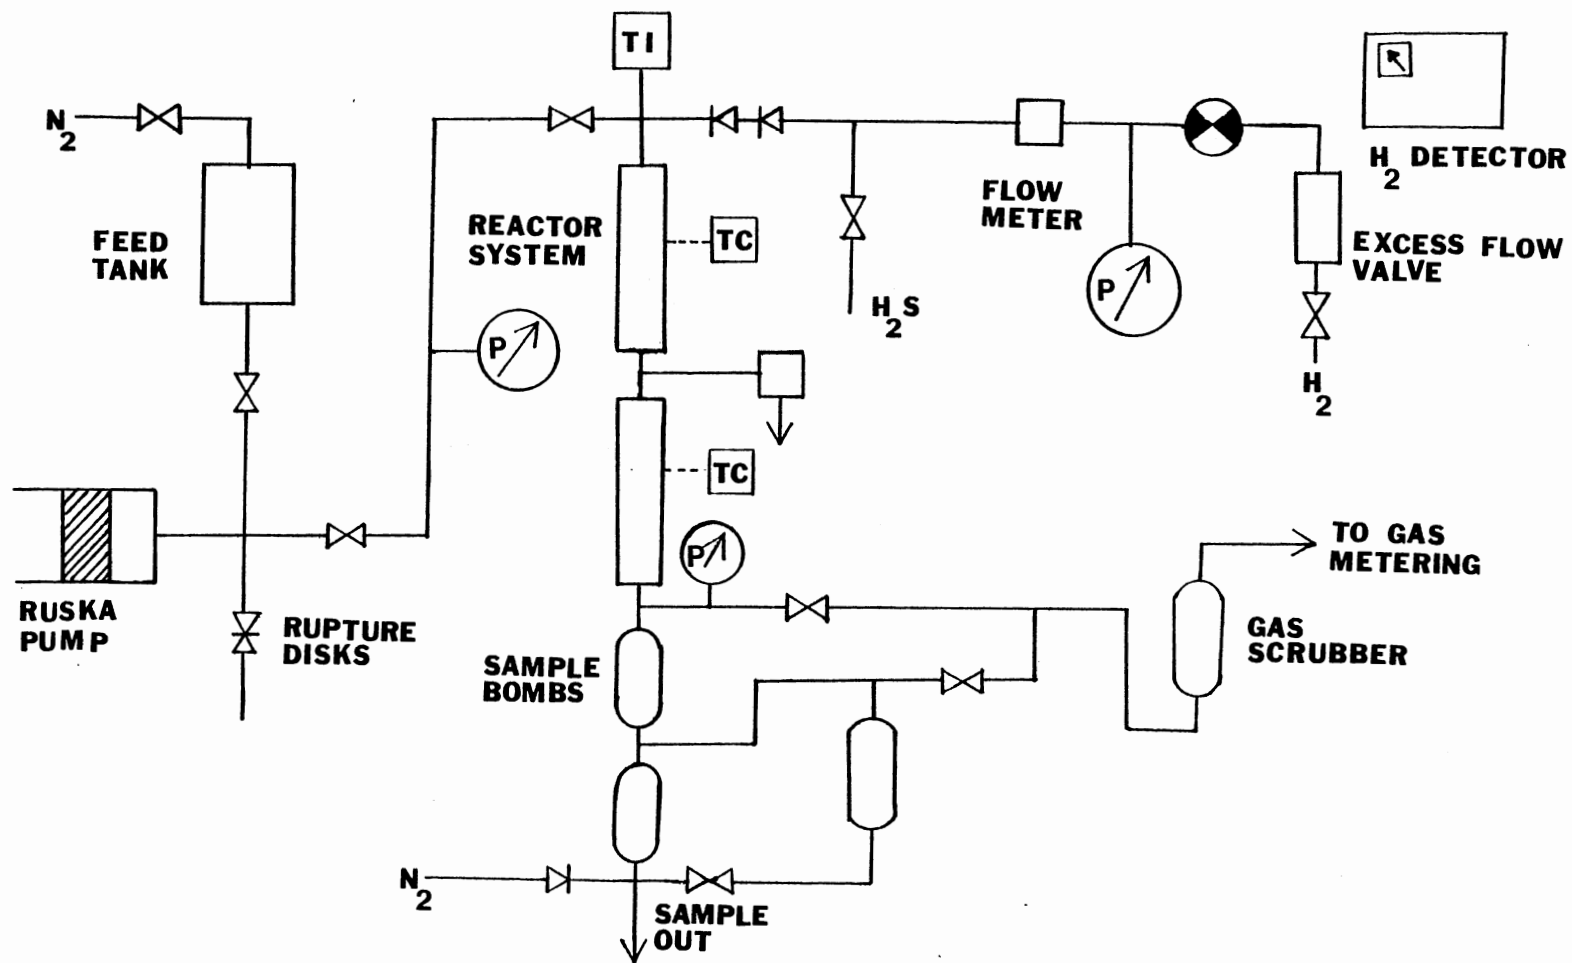 TI
N2
H2 DETECTOR
FLOW
METER
REACTOR
SYSTEM
TC
FEED
TANK
EXCESS FLOW
VALVE
H2S
P
P
H2
TC
P
TO GAS
METERING
RUSKA
PUMP
RUPTURE
DISKS
GAS
SCRUBBER
SAMPLE
BOMBS
N2
SAMPLE
OUT